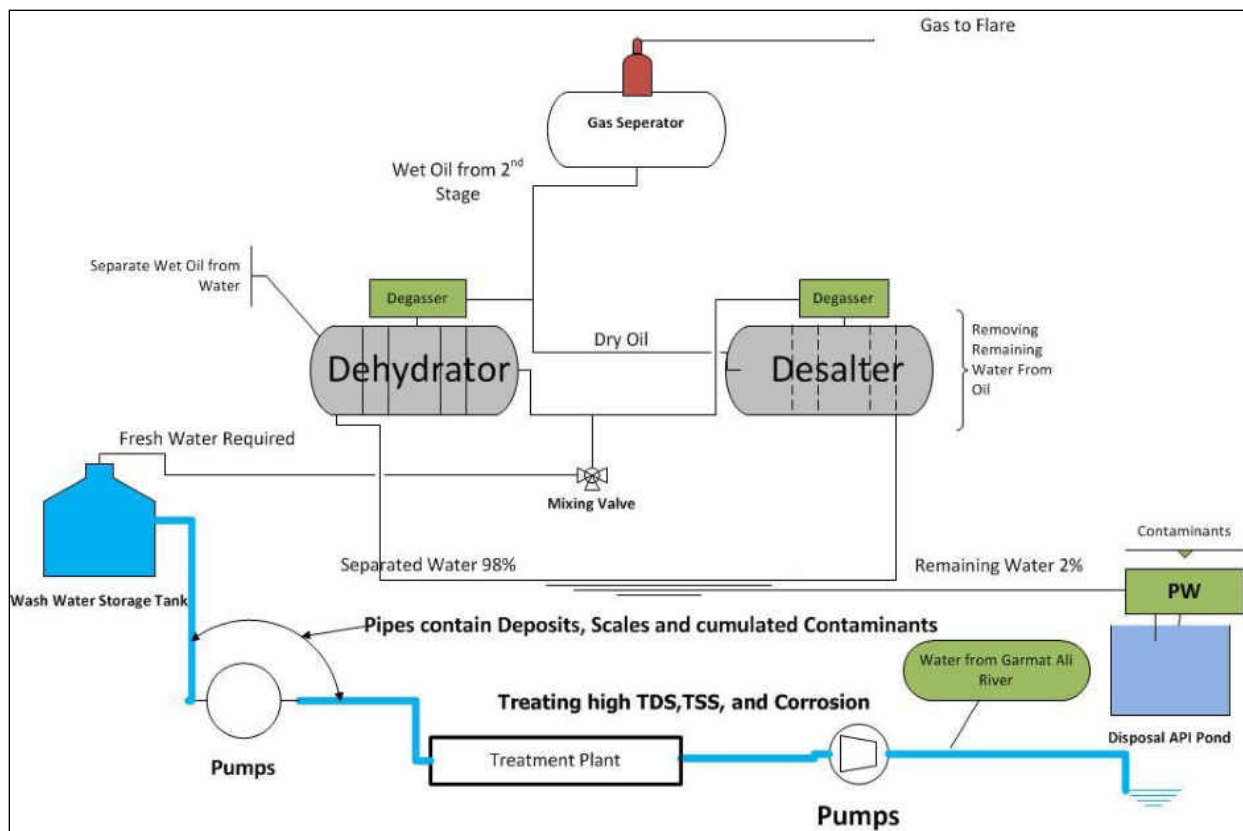 Gas to Flare
Gas Seperator
Wet Oil from 2nd
Stage
Separate Wet Oil from
Water
Degasser
Degasser
Dry Oil
Dehydrator
Desalter
Removing
Remaining
Water From
Oil
Fresh Water Required
Mixing Valve
Contaminants
Separated Water 98%
Remaining Water 2%
PW
Wash Water Storage Tank
Pipes contain Deposits, Scales and cumulated Contaminants
Water from Garmat Ali
River
Treating high TDS,TSS, and Corrosion
Disposal API Pond
Treatment Plant
Pumps
Pumps